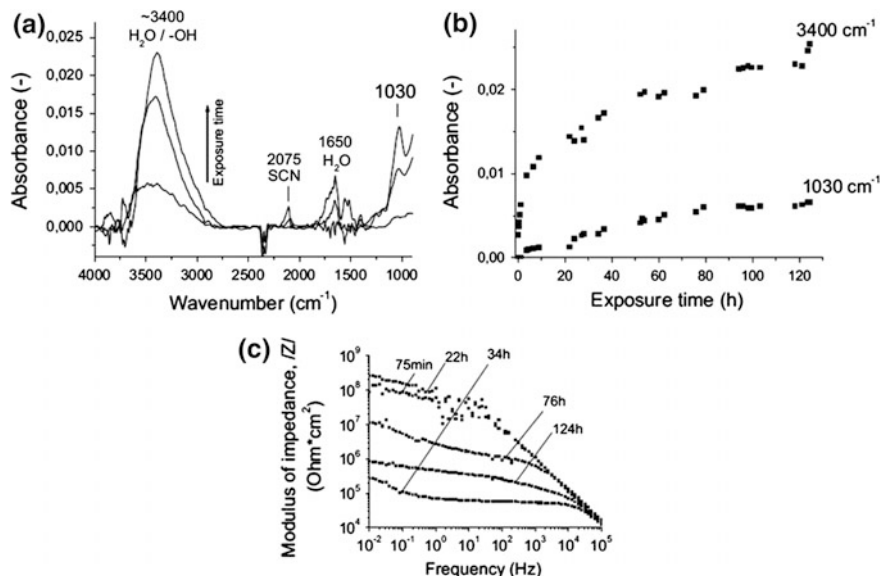 (a)
~3400
H₂O / -OH
Exposure time
2075
SCN
1650
H₂O
1030
0,025
0,020
0,015
0,010
0,005
0,000
Absorbance (-)
4000 3500 3000 2500 2000 1500 1000
Wavenumber (cm⁻¹)
(b)
3400 cm⁻¹
1030 cm⁻¹
0,02
0,01
0,00
Absorbance (-)
0 20 40 60 80 100 120
Exposure time (h)
(c)
75min
22h
34h
76h
124h
10⁹
10⁸
10⁷
10⁶
10⁵
10⁴
Modulus of impedance, /Z/
(Ohm*cm²)
10⁻² 10⁻¹ 10⁰ 10¹ 10² 10³ 10⁴ 10⁵
Frequency (Hz)